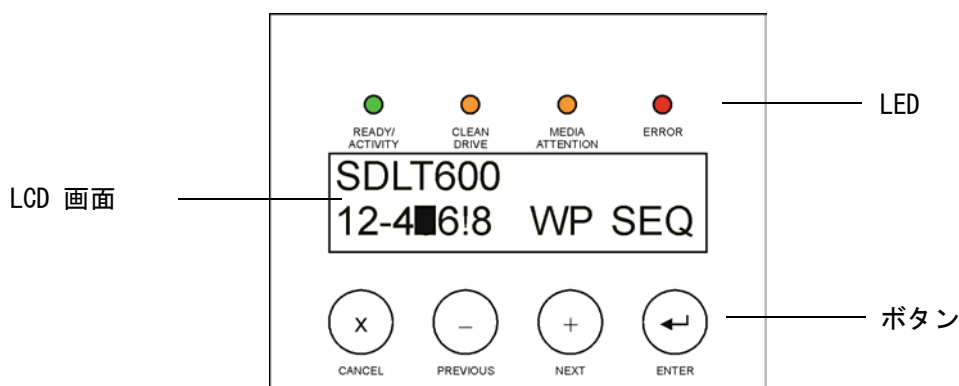 LED
READY/
ACTIVITY
CLEAN
DRIVE
MEDIA
ATTENTION
ERROR
LCD 画面
SDLT600
12-4█6!8 WP SEQ
X
−
+
ボタン
CANCEL
PREVIOUS
NEXT
ENTER